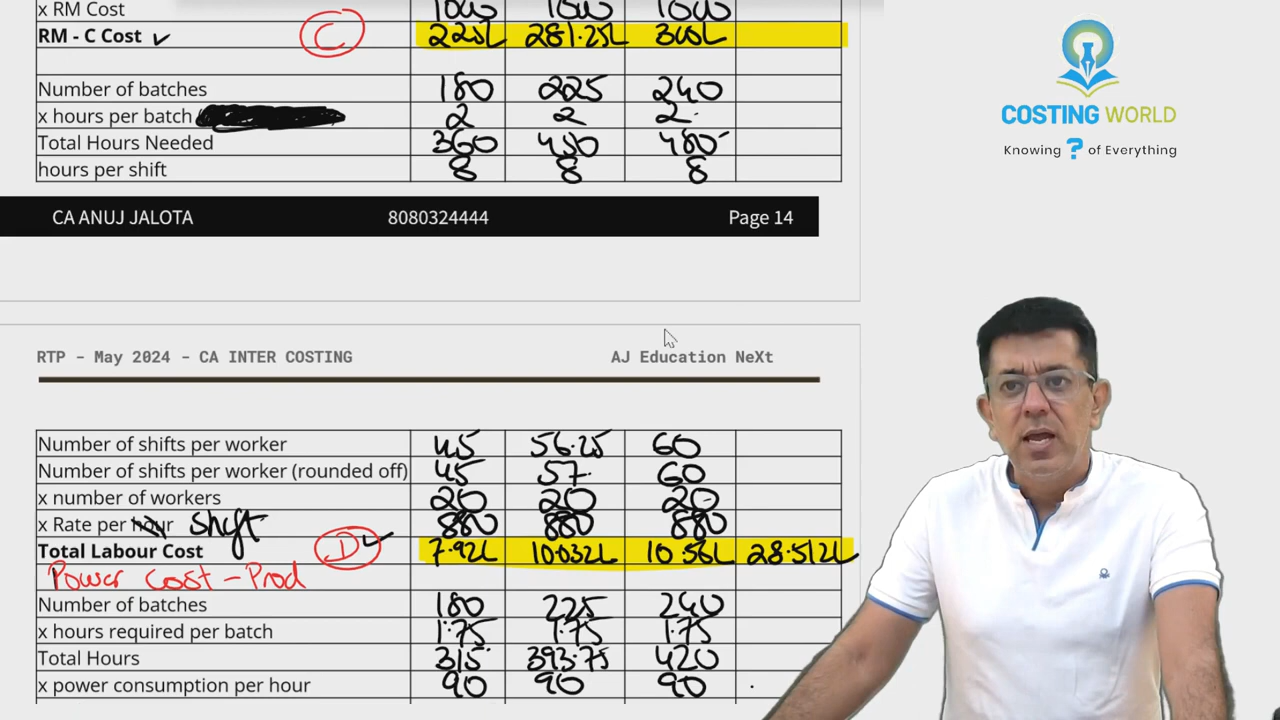 x RM Cost 1000 1000 1000
RM - C Cost ✓ C 225L 281.25L 300L
Number of batches 180 225 240
x hours per batch 2 2 2
Total Hours Needed 360 450 480
hours per shift 8 8 8
CA ANUJ JALOTA 8080324444 Page 14
RTP - May 2024 - CA INTER COSTING AJ Education NeXt
Number of shifts per worker 45 56.25 60
Number of shifts per worker (rounded off) 45 57 60
x number of workers 20 20 20
x Rate per hour shift 880 880 880
Total Labour Cost D ✓ 7.92L 10.032L 10.56L 28.512L
Power Cost - Prod
Number of batches 180 225 240
x hours required per batch 1.75 1.75 1.75
Total Hours 315 393.75 420
x power consumption per hour 90 90 90
COSTING WORLD
Knowing ? of Everything